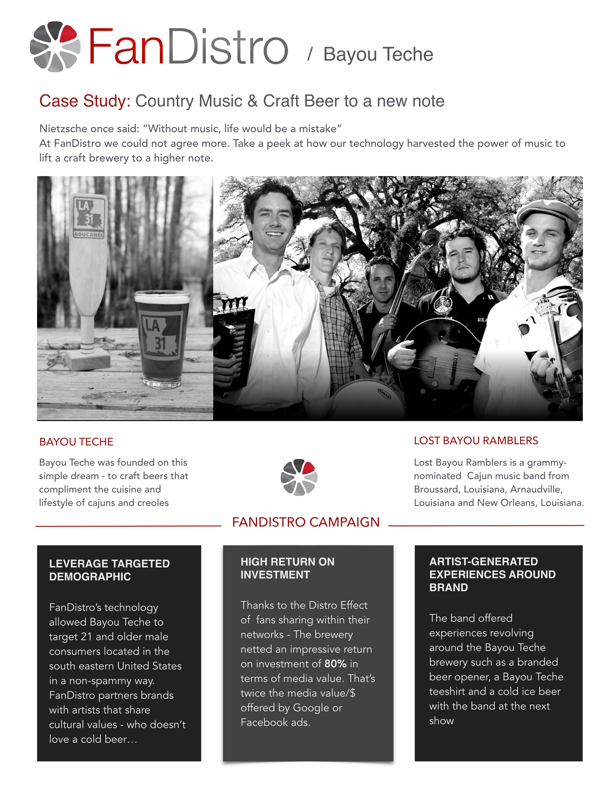 FanDistro / Bayou Teche
Case Study: Country Music & Craft Beer to a new note
Nietzsche once said: “Without music, life would be a mistake”
At FanDistro we could not agree more. Take a peek at how our technology harvested the power of music to
lift a craft brewery to a higher note.
LA
31
BOUCANÉE
LA
31
BAYOU TECHE
Bayou Teche was founded on this
simple dream - to craft beers that
compliment the cuisine and
lifestyle of cajuns and creoles
LOST BAYOU RAMBLERS
Lost Bayou Ramblers is a grammy-
nominated Cajun music band from
Broussard, Louisiana, Arnaudville,
Louisiana and New Orleans, Louisiana.
FANDISTRO CAMPAIGN
LEVERAGE TARGETED
DEMOGRAPHIC
FanDistro’s technology
allowed Bayou Teche to
target 21 and older male
consumers located in the
south eastern United States
in a non-spammy way.
FanDistro partners brands
with artists that share
cultural values - who doesn’t
love a cold beer…
HIGH RETURN ON
INVESTMENT
Thanks to the Distro Effect
of fans sharing within their
networks - The brewery
netted an impressive return
on investment of 80% in
terms of media value. That’s
twice the media value/$
offered by Google or
Facebook ads.
ARTIST-GENERATED
EXPERIENCES AROUND
BRAND
The band offered
experiences revolving
around the Bayou Teche
brewery such as a branded
beer opener, a Bayou Teche
teeshirt and a cold ice beer
with the band at the next
show